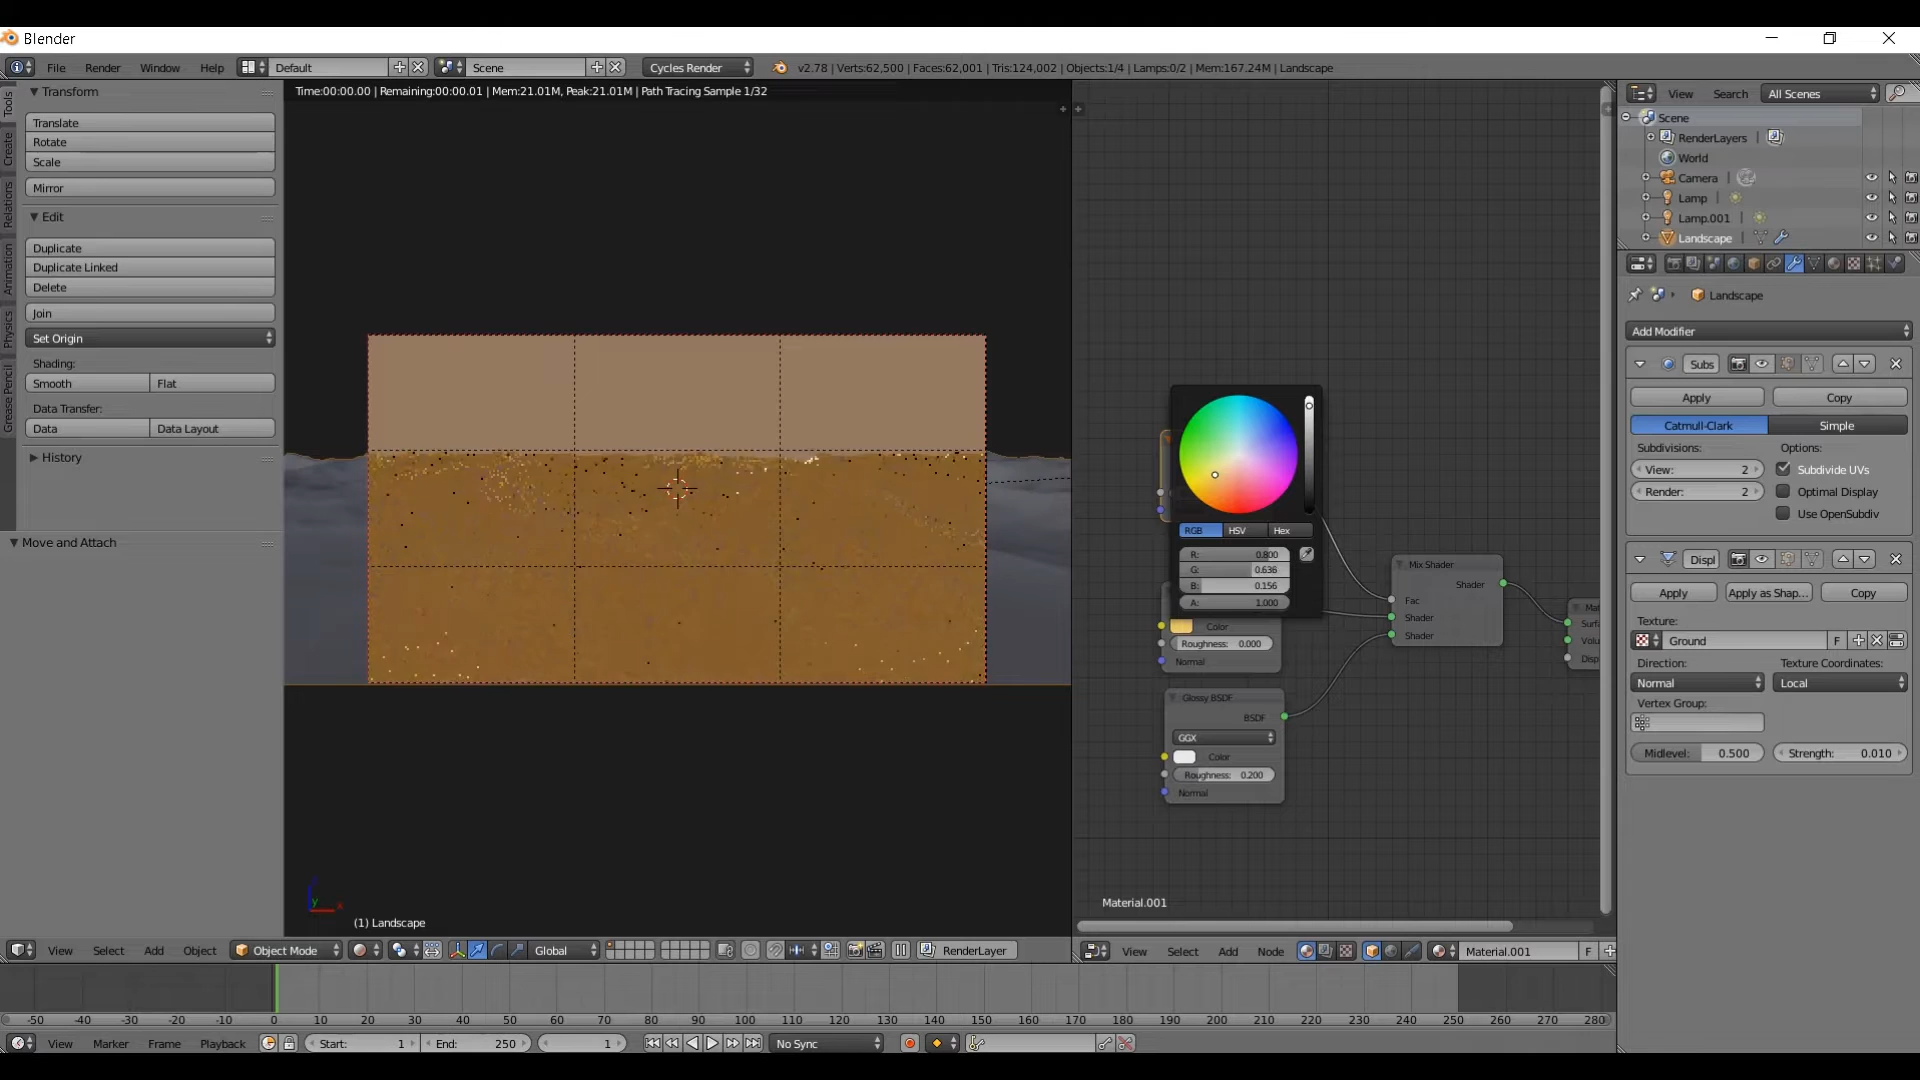 Blender
File Render Window Help Default Scene Cycles Render v2.78 | Verts:62,500 | Faces:62,001 | Tris:124,002 | Objects:1/4 | Lamps:0/2 | Mem:167.24M | Landscape
Tools
Create
Relations
Animation
Physics
Grease Pencil
Transform
Translate
Rotate
Scale
Mirror
Edit
Duplicate
Duplicate Linked
Delete
Join
Set Origin
Shading:
Smooth Flat
Data Transfer:
Data Data Layout
History
Move and Attach
Time:00:00.00 | Remaining:00:00.01 | Mem:21.01M, Peak:21.01M | Path Tracing Sample 1/32
(1) Landscape
View Select Add Object Object Mode Global RenderLayer
RGB HSV Hex
R: 0.800
G: 0.636
B: 0.156
A: 1.000
Color
Roughness: 0.000
Normal
Glossy BSDF
BSDF
GGX
Color
Roughness: 0.200
Normal
Mix Shader
Shader
Fac
Shader
Shader
Mat
Surfa
Volu
Disp
Material.001
View Select Add Node Material.001 F
View Search All Scenes
Scene
RenderLayers
World
Camera
Lamp
Lamp.001
Landscape
Landscape
Add Modifier
Subs
Apply Copy
Catmull-Clark Simple
Subdivisions: Options:
View: 2 Subdivide UVs
Render: 2 Optimal Display
Use OpenSubdiv
Displ
Apply Apply as Shap... Copy
Texture:
Ground F
Direction: Texture Coordinates:
Normal Local
Vertex Group:
Midlevel: 0.500 Strength: 0.010
-50 -40 -30 -20 -10 0 10 20 30 40 50 60 70 80 90 100 110 120 130 140 150 160 170 180 190 200 210 220 230 240 250 260 270 280
View Marker Frame Playback Start: 1 End: 250 1 No Sync